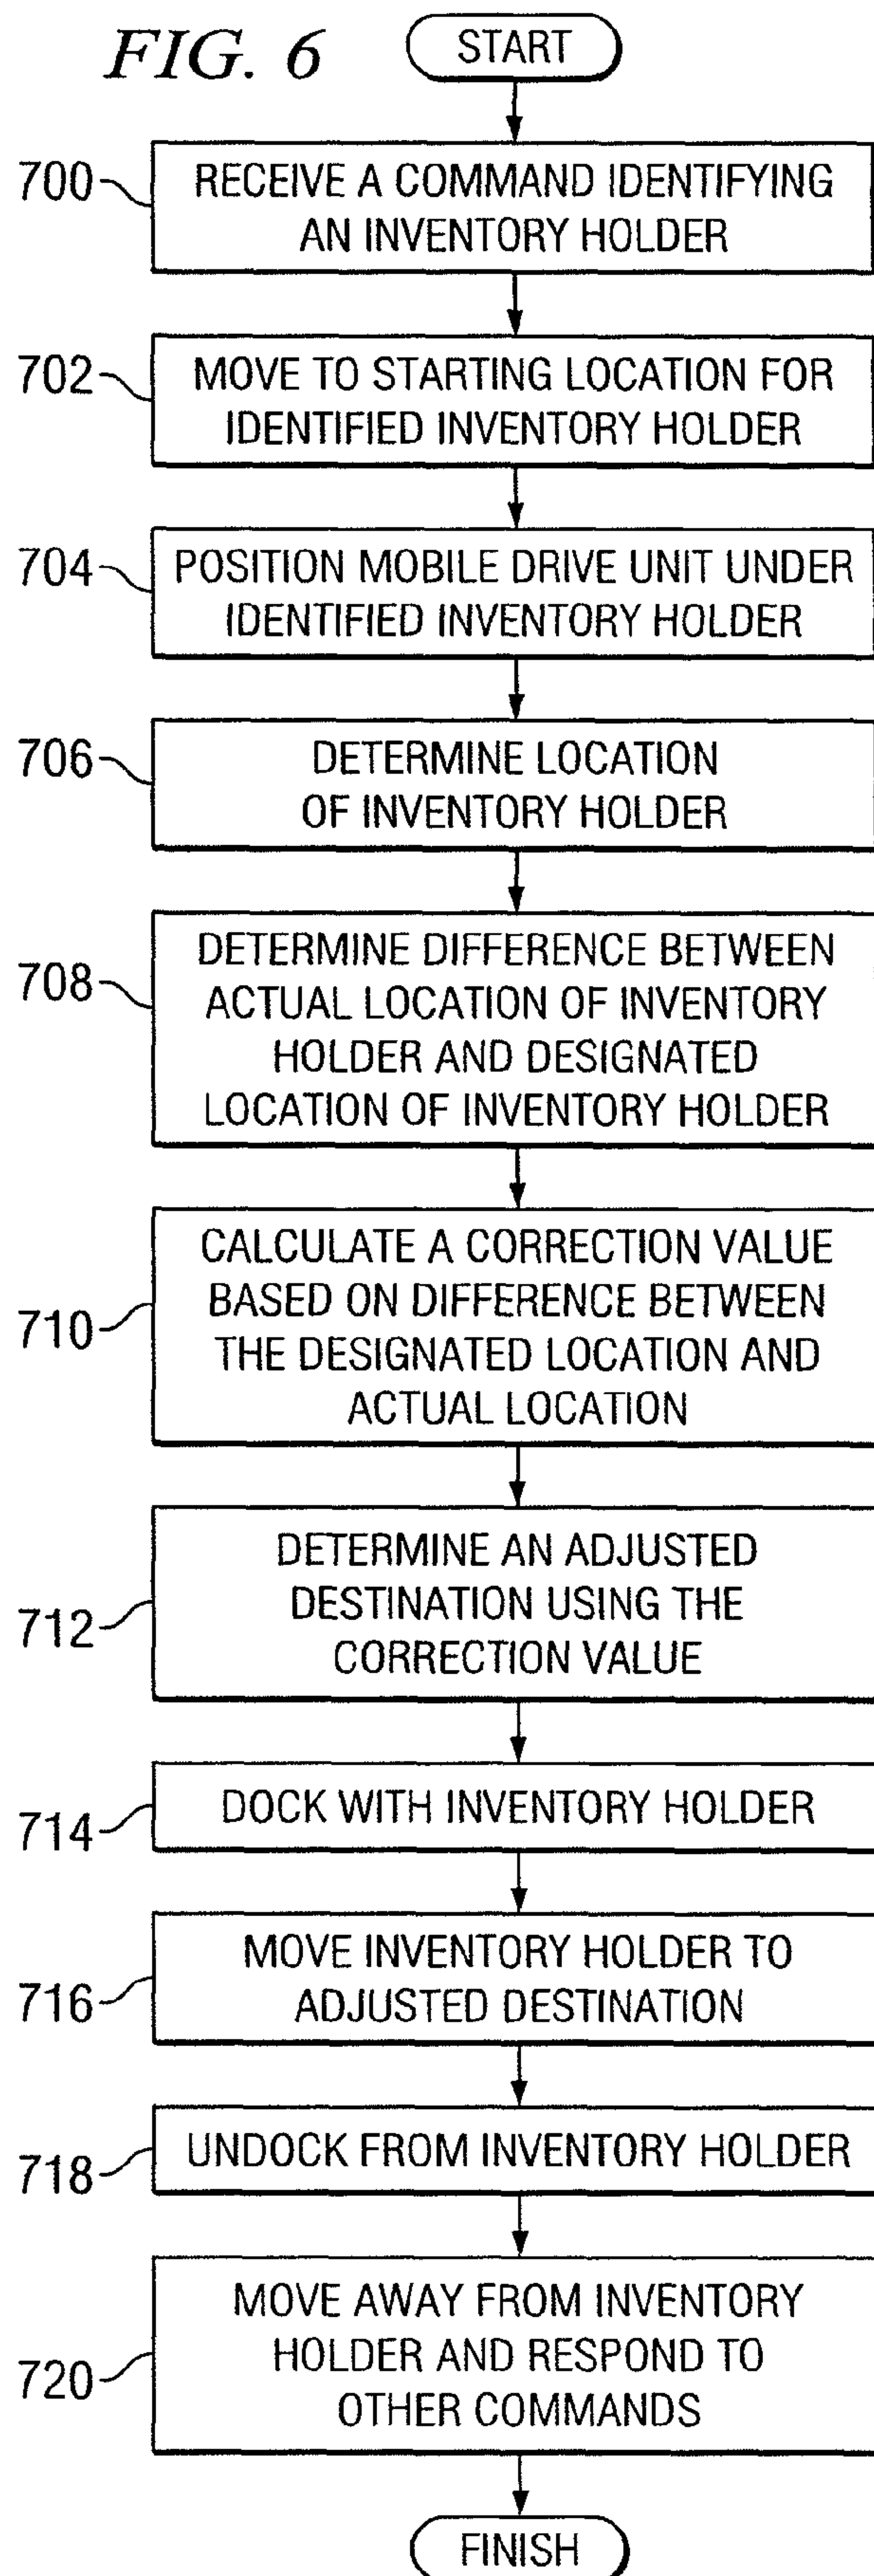 FIG. 6
START
700
RECEIVE A COMMAND IDENTIFYING
AN INVENTORY HOLDER
702
MOVE TO STARTING LOCATION FOR
IDENTIFIED INVENTORY HOLDER
704
POSITION MOBILE DRIVE UNIT UNDER
IDENTIFIED INVENTORY HOLDER
706
DETERMINE LOCATION
OF INVENTORY HOLDER
708
DETERMINE DIFFERENCE BETWEEN
ACTUAL LOCATION OF INVENTORY
HOLDER AND DESIGNATED
LOCATION OF INVENTORY HOLDER
710
CALCULATE A CORRECTION VALUE
BASED ON DIFFERENCE BETWEEN
THE DESIGNATED LOCATION AND
ACTUAL LOCATION
712
DETERMINE AN ADJUSTED
DESTINATION USING THE
CORRECTION VALUE
714
DOCK WITH INVENTORY HOLDER
716
MOVE INVENTORY HOLDER TO
ADJUSTED DESTINATION
718
UNDOCK FROM INVENTORY HOLDER
720
MOVE AWAY FROM INVENTORY
HOLDER AND RESPOND TO
OTHER COMMANDS
FINISH